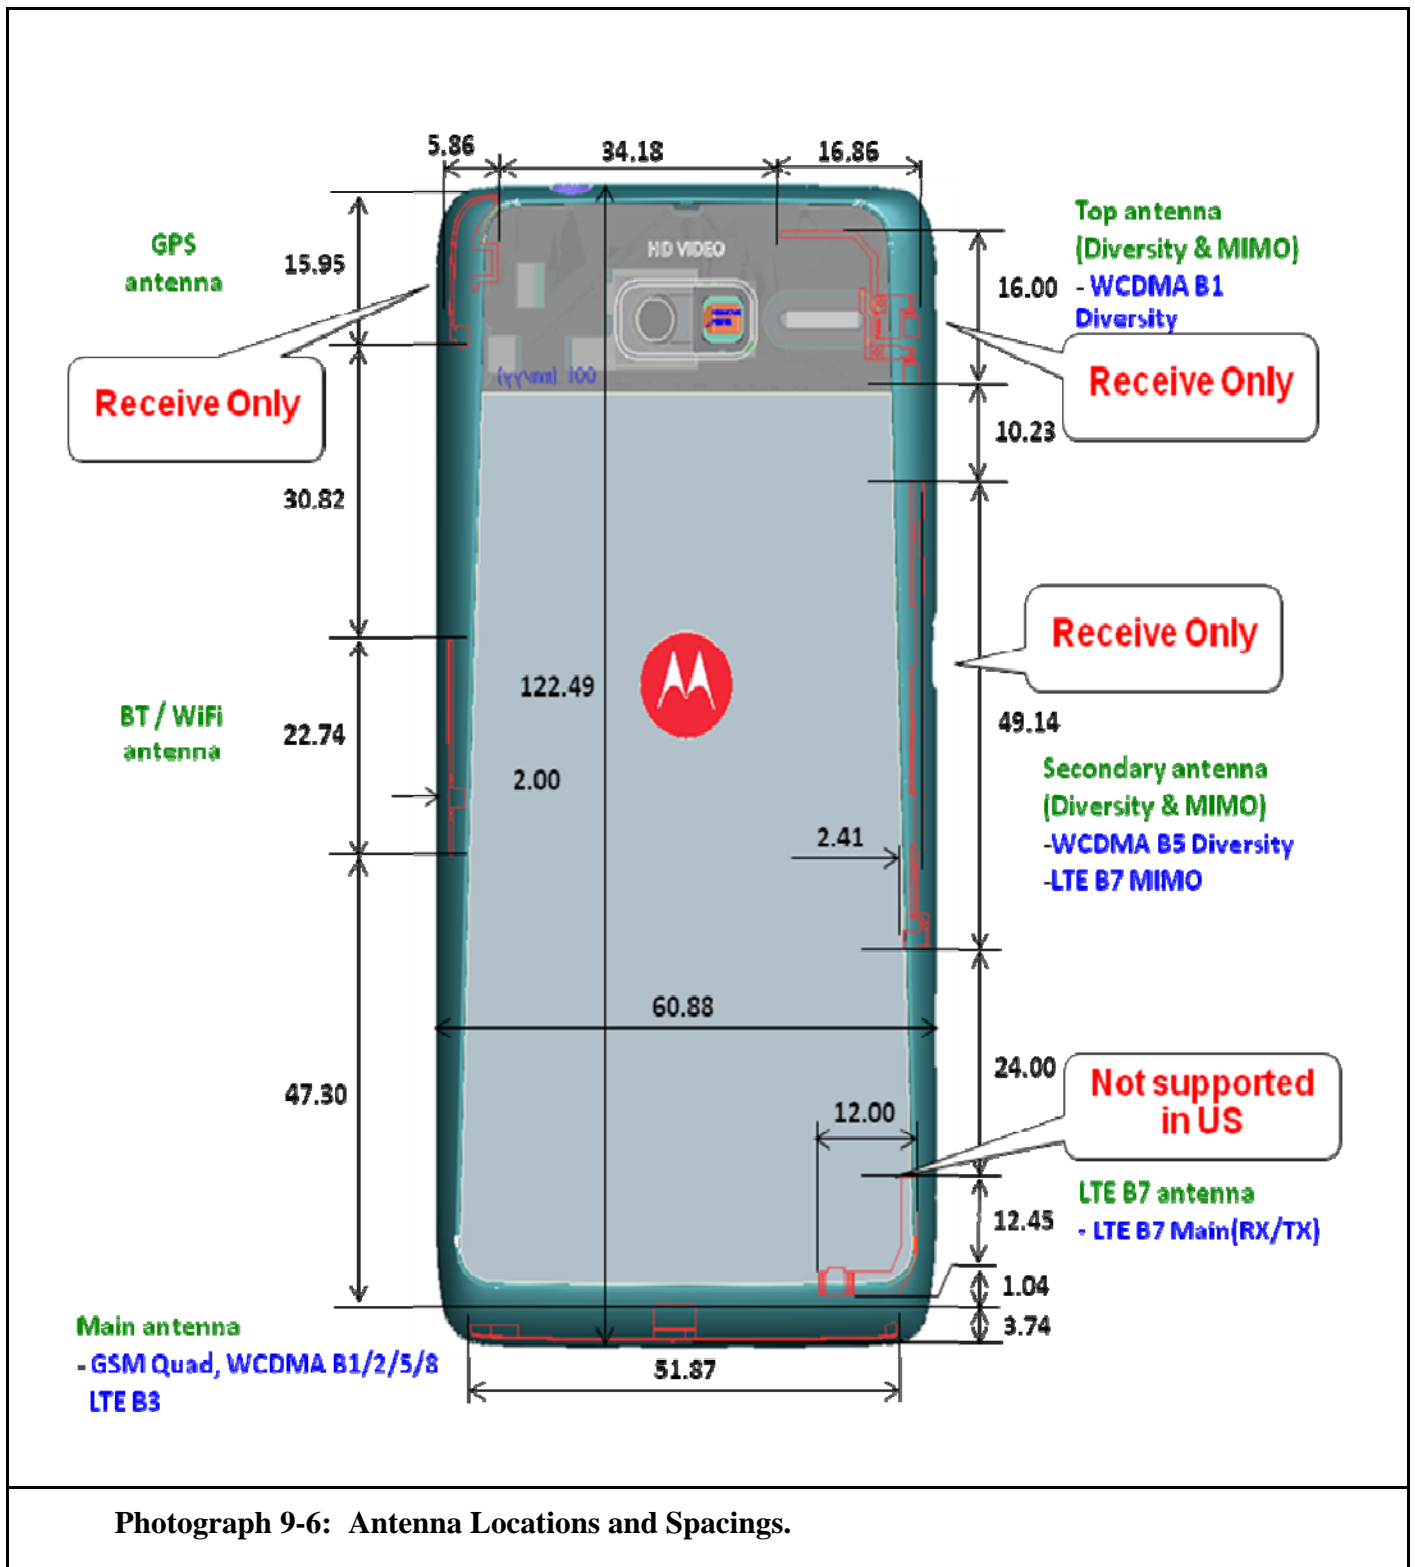 5.86
34.18
16.86
GPS
antenna
15.95
HD VIDEO
Top antenna
(Diversity & MIMO)
- WCDMA B1
Diversity
16.00
Receive Only
Receive Only
10.23
30.82
Receive Only
122.49
BT / WiFi
antenna
22.74
49.14
2.00
Secondary antenna
(Diversity & MIMO)
-WCDMA B5 Diversity
-LTE B7 MIMO
2.41
60.88
24.00
Not supported
in US
47.30
12.00
LTE B7 antenna
- LTE B7 Main(RX/TX)
12.45
1.04
3.74
Main antenna
- GSM Quad, WCDMA B1/2/5/8
LTE B3
51.87
Photograph 9-6: Antenna Locations and Spacings.